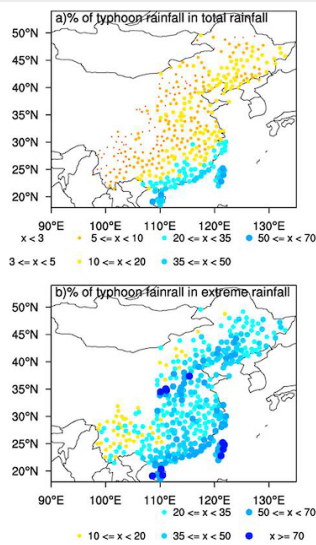 a)% of typhoon rainfall in total rainfall
50°N
45°N
40°N
35°N
30°N
25°N
20°N
90°E 100°E 110°E 120°E 130°E
x < 3 5 <= x < 10 20 <= x < 35 50 <= x < 70
3 <= x < 5 10 <= x < 20 35 <= x < 50
b)% of typhoon fainrall in extreme rainfall
50°N
45°N
40°N
35°N
30°N
25°N
20°N
90°E 100°E 110°E 120°E 130°E
20 <= x < 35 50 <= x < 70
10 <= x < 20 35 <= x < 50 x >= 70